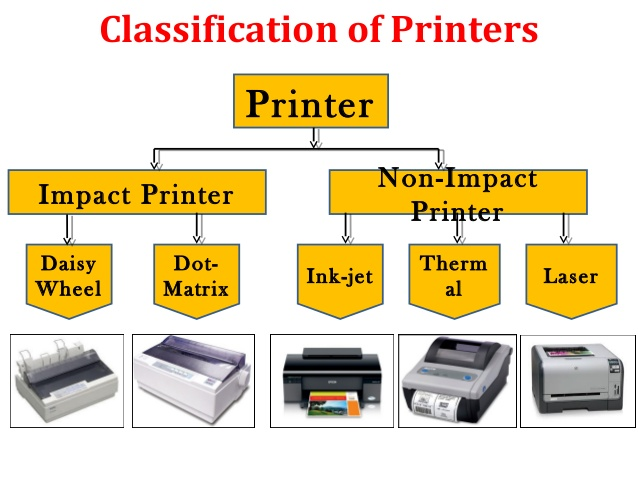 Classification of Printers
Printer
Impact Printer
Non-Impact
Printer
Daisy
Wheel
Dot-
Matrix
Ink-jet
Therm
al
Laser